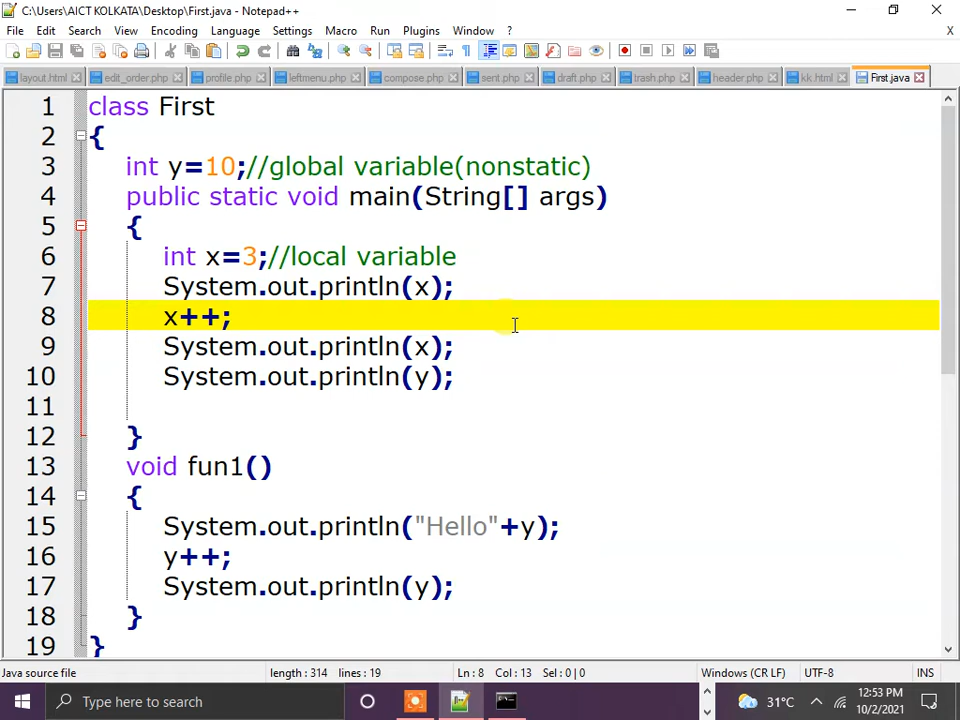 C:\Users\AICT KOLKATA\Desktop\First.java - Notepad++
File Edit Search View Encoding Language Settings Macro Run Plugins Window ? X
layout.html edit_order.php profile.php leftmenu.php compose.php sent.php draft.php trash.php header.php kk.html First.java
1 class First
2 {
3 int y=10;//global variable(nonstatic)
4 public static void main(String[] args)
5 {
6 int x=3;//local variable
7 System.out.println(x);
8 x++;
9 System.out.println(x);
10 System.out.println(y);
11
12 }
13 void fun1()
14 {
15 System.out.println("Hello"+y);
16 y++;
17 System.out.println(y);
18 }
19 }
Java source file length : 314 lines : 19 Ln : 8 Col : 13 Sel : 0 | 0 Windows (CR LF) UTF-8 INS
Type here to search 31°C 12:53 PM
10/2/2021